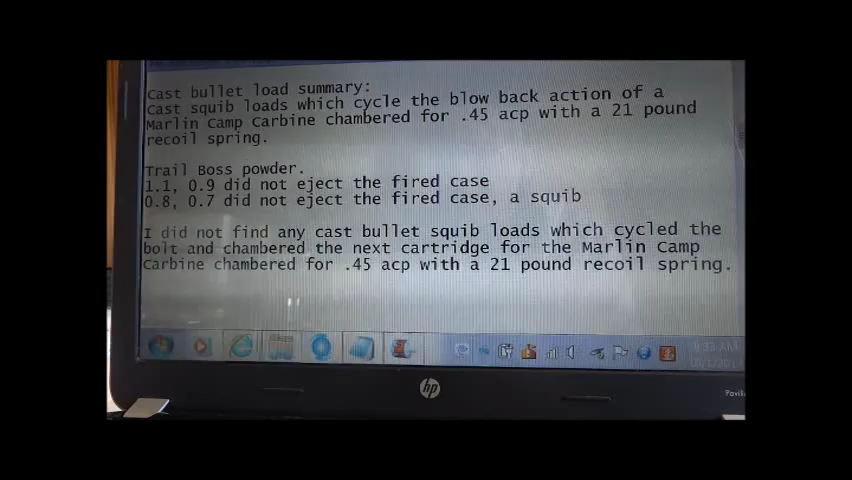 Cast bullet load summary:
Cast squib loads which cycle the blow back action of a
Marlin Camp Carbine chambered for .45 acp with a 21 pound
recoil spring.
Trail Boss powder.
1.1, 0.9 did not eject the fired case
0.8, 0.7 did not eject the fired case, a squib
I did not find any cast bullet squib loads which cycled the
bolt and chambered the next cartridge for the Marlin Camp
Carbine chambered for .45 acp with a 21 pound recoil spring.
hp